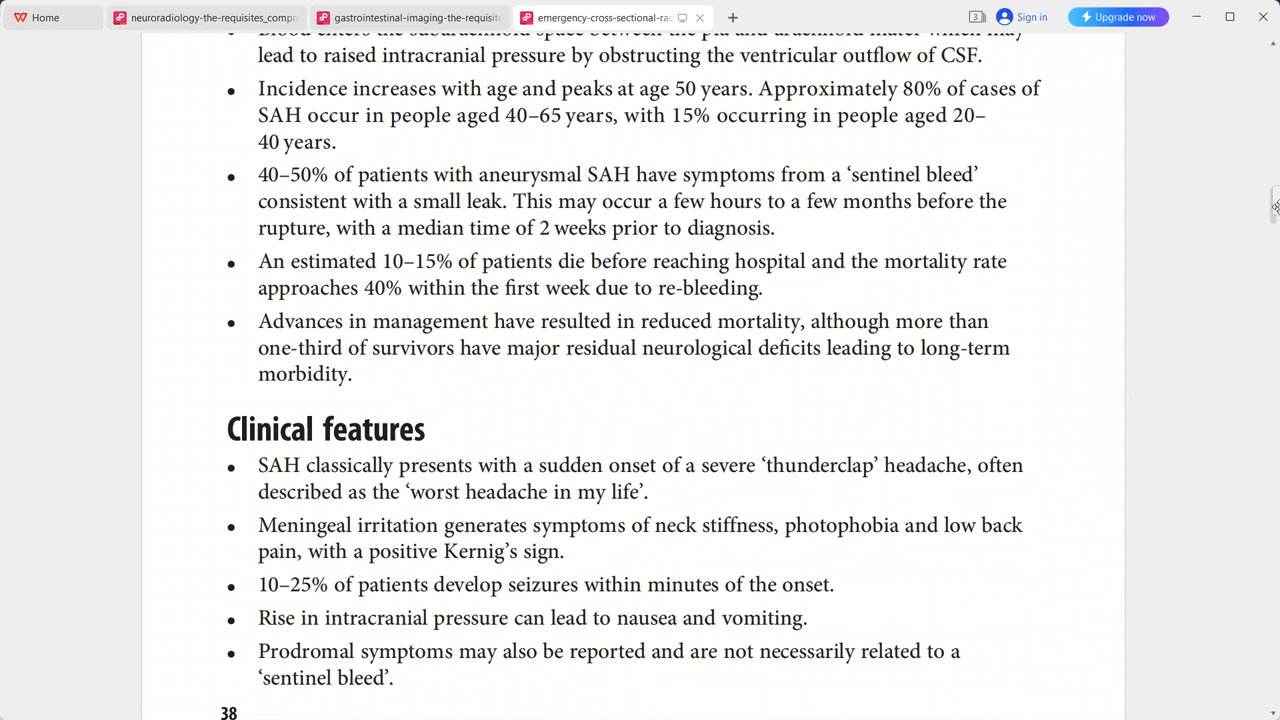 Home
neuroradiology-the-requisites_compr
gastrointestinal-imaging-the-requisite
emergency-cross-sectional-rac
3
Sign in
Upgrade now
lead to raised intracranial pressure by obstructing the ventricular outflow of CSF.
• Incidence increases with age and peaks at age 50 years. Approximately 80% of cases of
SAH occur in people aged 40–65 years, with 15% occurring in people aged 20–
40 years.
• 40–50% of patients with aneurysmal SAH have symptoms from a ‘sentinel bleed’
consistent with a small leak. This may occur a few hours to a few months before the
rupture, with a median time of 2 weeks prior to diagnosis.
• An estimated 10–15% of patients die before reaching hospital and the mortality rate
approaches 40% within the first week due to re-bleeding.
• Advances in management have resulted in reduced mortality, although more than
one-third of survivors have major residual neurological deficits leading to long-term
morbidity.
Clinical features
• SAH classically presents with a sudden onset of a severe ‘thunderclap’ headache, often
described as the ‘worst headache in my life’.
• Meningeal irritation generates symptoms of neck stiffness, photophobia and low back
pain, with a positive Kernig’s sign.
• 10–25% of patients develop seizures within minutes of the onset.
• Rise in intracranial pressure can lead to nausea and vomiting.
• Prodromal symptoms may also be reported and are not necessarily related to a
‘sentinel bleed’.
38